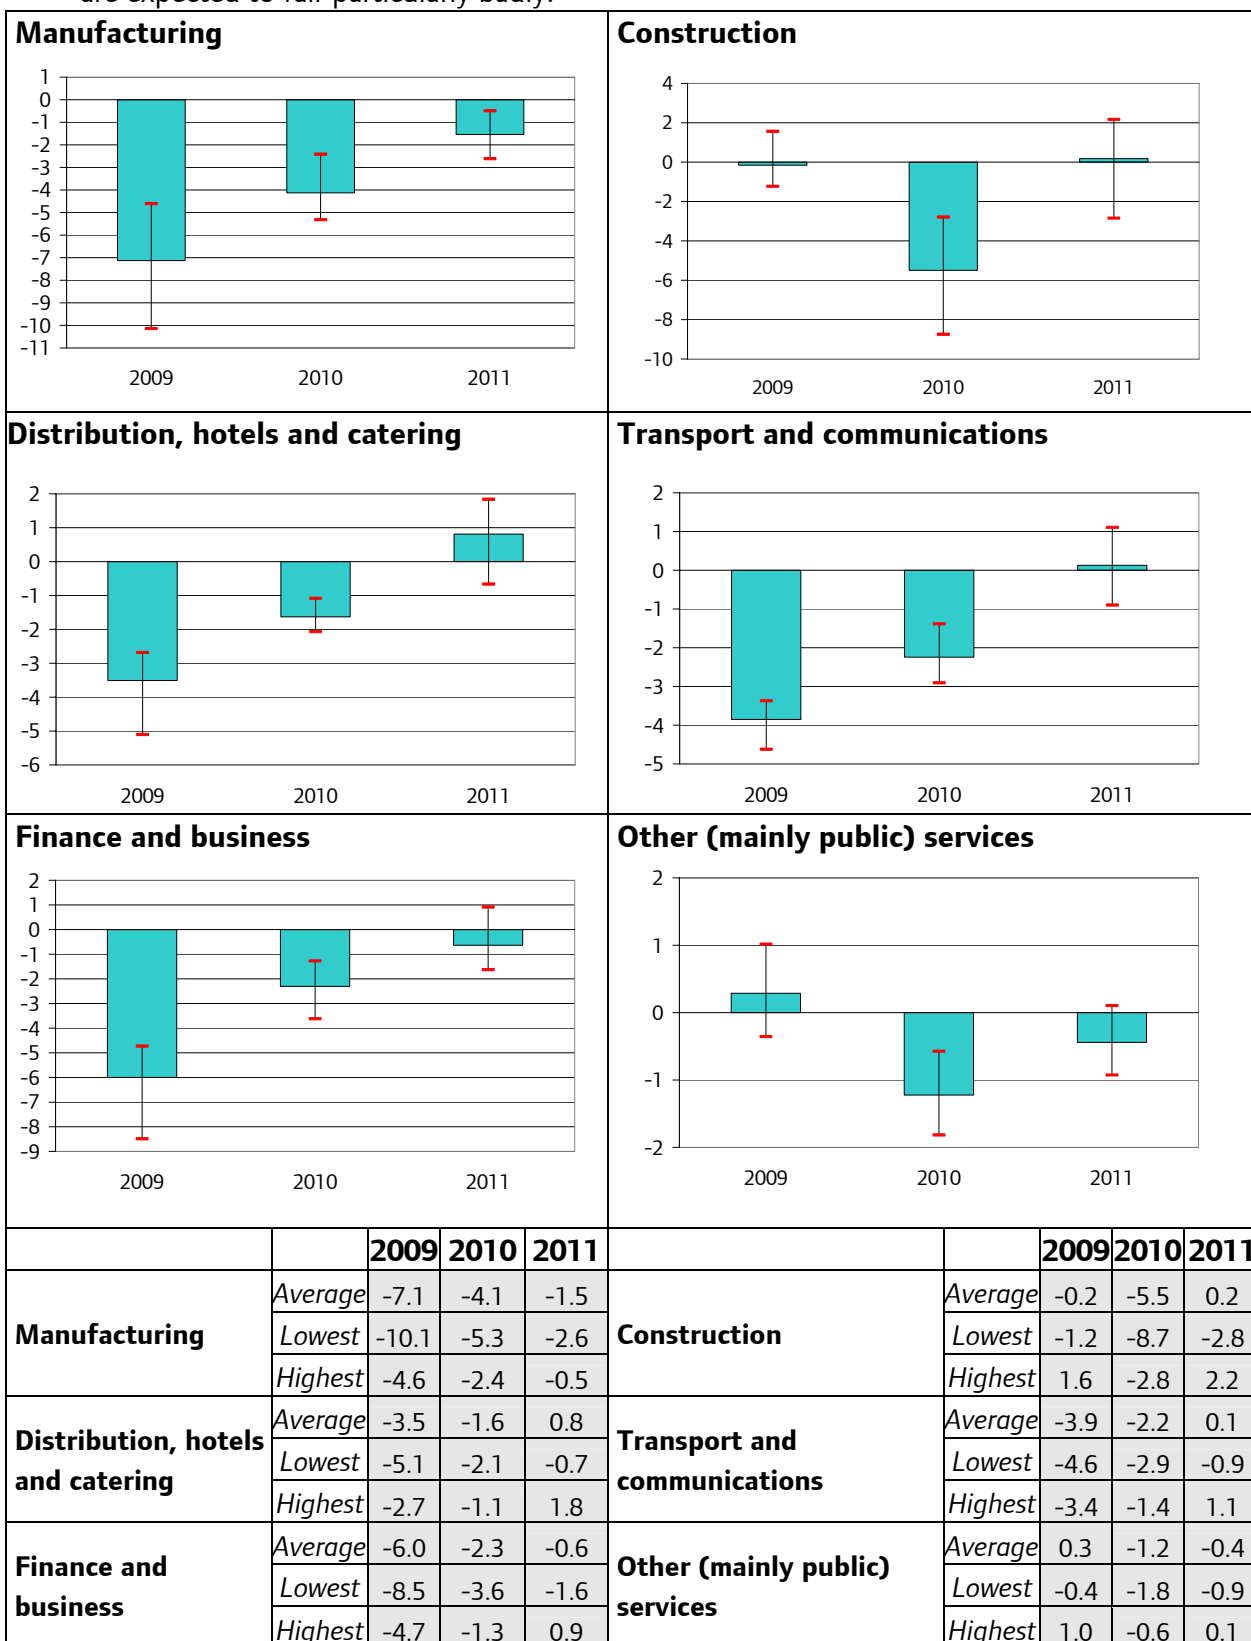 are expected to fall particularly badly.
Manufacturing
1
0
-1
-2
-3
-4
-5
-6
-7
-8
-9
-10
-11
2009 2010 2011
Construction
4
2
0
-2
-4
-6
-8
-10
2009 2010 2011
Distribution, hotels and catering
2
1
0
-1
-2
-3
-4
-5
-6
2009 2010 2011
Transport and communications
2
1
0
-1
-2
-3
-4
-5
2009 2010 2011
Finance and business
2
1
0
-1
-2
-3
-4
-5
-6
-7
-8
-9
2009 2010 2011
Other (mainly public) services
2
1
0
-1
-2
2009 2010 2011
2009 2010 2011 2009 2010 2011
Manufacturing
Average -7.1 -4.1 -1.5
Lowest -10.1 -5.3 -2.6
Highest -4.6 -2.4 -0.5
Construction
Average -0.2 -5.5 0.2
Lowest -1.2 -8.7 -2.8
Highest 1.6 -2.8 2.2
Distribution, hotels
and catering
Average -3.5 -1.6 0.8
Lowest -5.1 -2.1 -0.7
Highest -2.7 -1.1 1.8
Transport and
communications
Average -3.9 -2.2 0.1
Lowest -4.6 -2.9 -0.9
Highest -3.4 -1.4 1.1
Finance and
business
Average -6.0 -2.3 -0.6
Lowest -8.5 -3.6 -1.6
Highest -4.7 -1.3 0.9
Other (mainly public)
services
Average 0.3 -1.2 -0.4
Lowest -0.4 -1.8 -0.9
Highest 1.0 -0.6 0.1